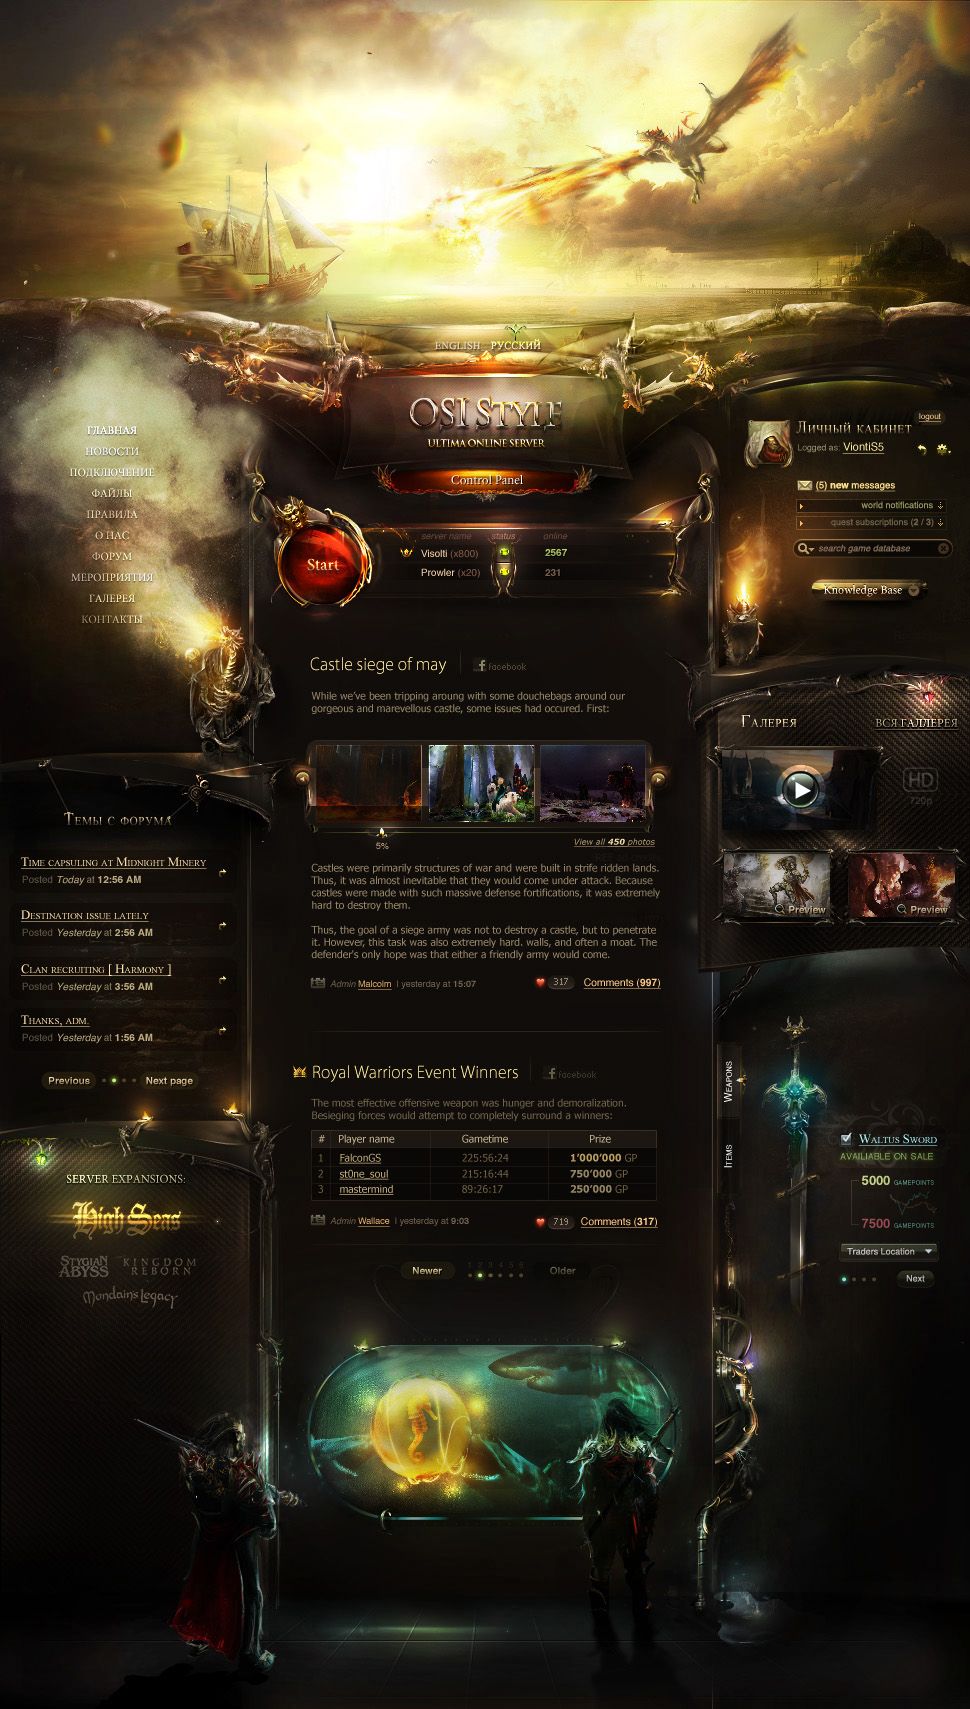 ENGLISH РУССКИЙ
OSI STYLE
ULTIMA ONLINE SERVER
Control Panel
ГЛАВНАЯ
НОВОСТИ
ПОДКЛЮЧЕНИЕ
ФАЙЛЫ
ПРАВИЛА
О НАС
ФОРУМ
МЕРОПРИЯТИЯ
ГАЛЕРЕЯ
КОНТАКТЫ
Start
server name status online
Visolti (x800) 2567
Prowler (x20) 231
logout
Личный кабинет
Logged as: ViontiS5
(5) new messages
world notifications
quest subscriptions (2 / 3)
search game database
Knowledge Base
Castle siege of may
facebook
While we've been tripping aroung with some douchebags around our
gorgeous and marevellous castle, some issues had occured. First:
5%
View all 450 photos
Castles were primarily structures of war and were built in strife ridden lands.
Thus, it was almost inevitable that they would come under attack. Because
castles were made with such massive defense fortifications, it was extremely
hard to destroy them.
Thus, the goal of a siege army was not to destroy a castle, but to penetrate
it. However, this task was also extremely hard. walls, and often a moat. The
defender's only hope was that either a friendly army would come.
Admin Malcolm | yesterday at 15:07
317
Comments (997)
Галерея
ВСЯ ГАЛЛЕРЕЯ
HD
720p
Preview
Preview
Темы с форума
Time capsuling at Midnight Minery
Posted Today at 12:56 AM
Destination issue lately
Posted Yesterday at 2:56 AM
Clan recruiting [ Harmony ]
Posted Yesterday at 3:56 AM
Thanks, adm.
Posted Yesterday at 1:56 AM
Previous
Next page
Royal Warriors Event Winners
facebook
The most effective offensive weapon was hunger and demoralization.
Besieging forces would attempt to completely surround a winners:
# Player name Gametime Prize
1 FalconGS 225:56:24 1'000'000 GP
2 st0ne_soul 215:16:44 750'000 GP
3 mastermind 89:26:17 250'000 GP
Admin Wallace | yesterday at 9:03
719
Comments (317)
Newer
1 2 3 4 5 6
Older
Weapons
Items
Waltus Sword
AVAILIABLE ON SALE
5000 GAMEPOINTS
7500 GAMEPOINTS
Traders Location
Next
SERVER EXPANSIONS:
High Seas
STYGIAN
ABYSS
KINGDOM
REBORN
Mondain's Legacy